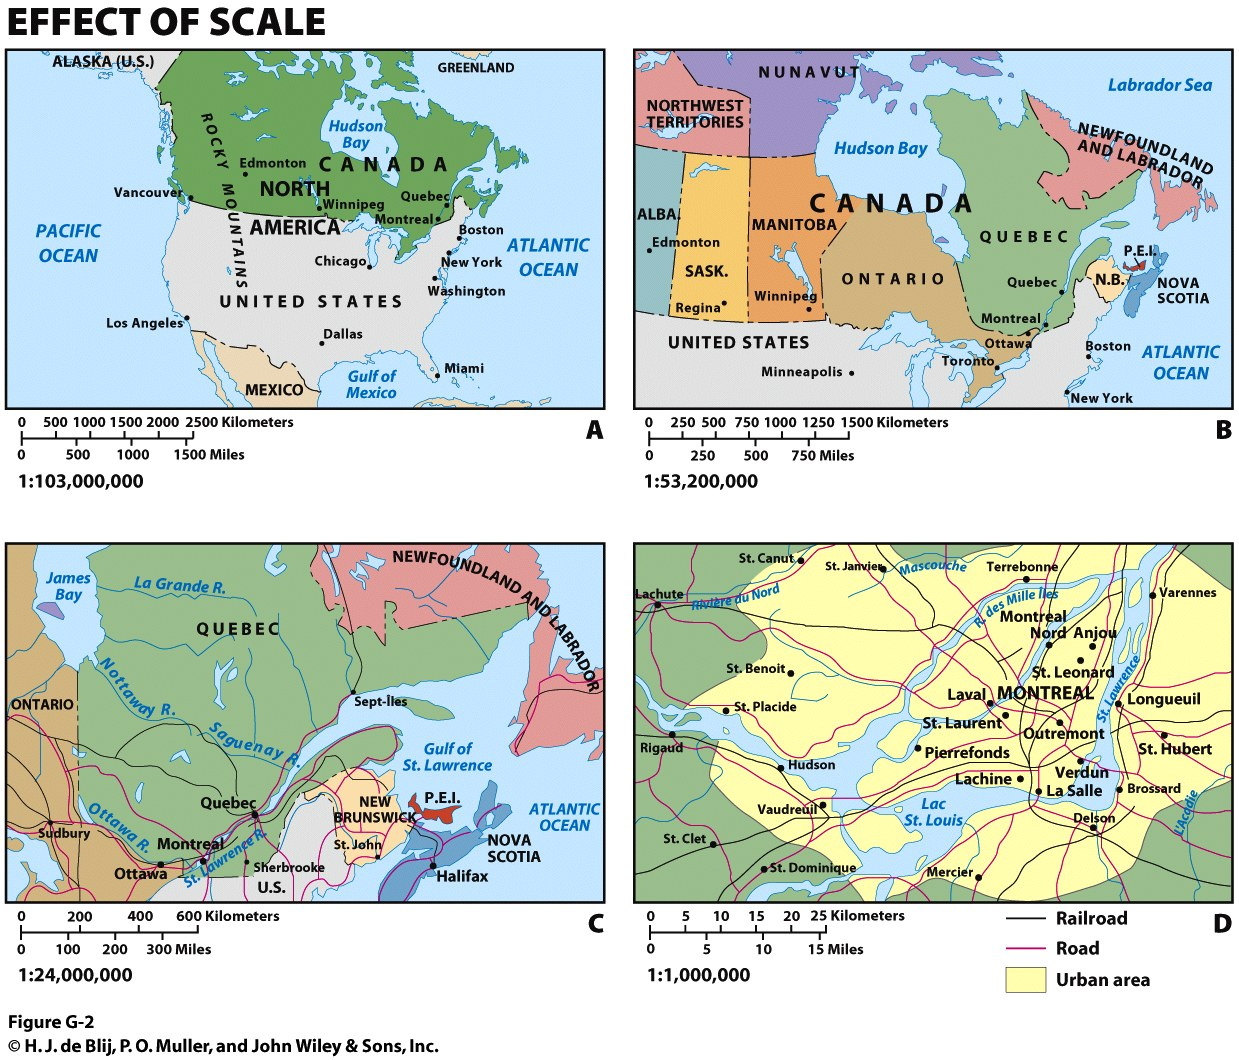 EFFECT OF SCALE
ALASKA (U.S.)
GREENLAND
ROCKY MOUNTAINS
Hudson
Bay
Edmonton
CANADA
NORTH
AMERICA
Vancouver
Winnipeg
Quebec
Montreal
Boston
PACIFIC
OCEAN
ATLANTIC
OCEAN
Chicago
New York
Washington
UNITED STATES
Los Angeles
Dallas
Miami
Gulf of
Mexico
MEXICO
0 500 1000 1500 2000 2500 Kilometers
0 500 1000 1500 Miles
1:103,000,000
A
NUNAVUT
Labrador Sea
NORTHWEST
TERRITORIES
NEWFOUNDLAND
AND LABRADOR
Hudson Bay
CANADA
ALBA.
MANITOBA
Edmonton
QUEBEC
P.E.I.
SASK.
ONTARIO
N.B.
NOVA
SCOTIA
Quebec
Regina
Winnipeg
Montreal
UNITED STATES
Ottawa
Boston
Toronto
ATLANTIC
OCEAN
Minneapolis
New York
0 250 500 750 1000 1250 1500 Kilometers
0 250 500 750 Miles
1:53,200,000
B
James
Bay
La Grande R.
NEWFOUNDLAND AND LABRADOR
QUEBEC
Nottaway R.
ONTARIO
Sept-Îles
Saguenay R.
Gulf of
St. Lawrence
Quebec
NEW
BRUNSWICK
P.E.I.
ATLANTIC
OCEAN
Ottawa R.
Sudbury
Montreal
St. Lawrence R.
St. John
NOVA
SCOTIA
Ottawa
Sherbrooke
U.S.
Halifax
0 200 400 600 Kilometers
0 100 200 300 Miles
1:24,000,000
C
St. Canut
St. Janvier
Mascouche
Terrebonne
Lachute
Rivière du Nord
R. des Mille Îles
Varennes
Montreal
Nord
Anjou
St. Leonard
St. Benoit
St. Lawrence
Laval
MONTREAL
Longueuil
St. Placide
St. Laurent
Outremont
Rigaud
Pierrefonds
St. Hubert
Hudson
Lachine
Verdun
La Salle
Brossard
Vaudreuil
Lac
St. Louis
Delson
L'Acadie
St. Clet
St. Dominique
Mercier
0 5 10 15 20 25 Kilometers
0 5 10 15 Miles
1:1,000,000
Railroad
Road
Urban area
D
Figure G-2
© H. J. de Blij, P. O. Muller, and John Wiley & Sons, Inc.